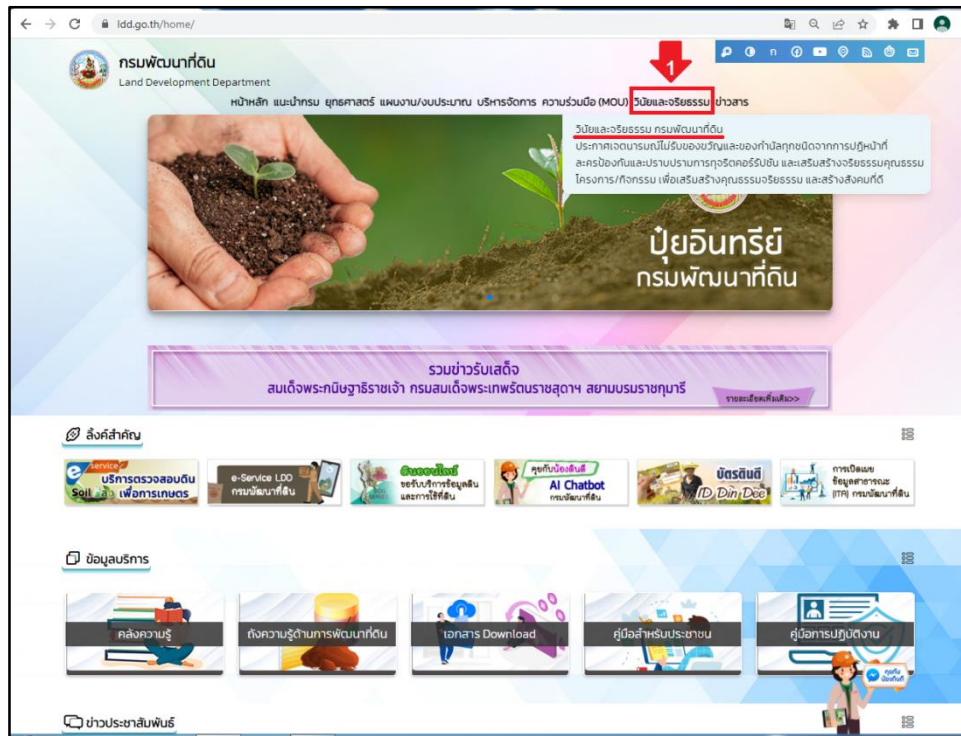 ldd.go.th/home/
กรมพัฒนาที่ดิน
Land Development Department
1
หน้าหลัก แนะนำกรม ยุทธศาสตร์ แผนงาน/งบประมาณ บริหารจัดการ ความร่วมมือ (MOU) วินัยและจริยธรรม ข่าวสาร
วินัยและจริยธรรม กรมพัฒนาที่ดิน
ประกาศเจตนารมณ์ไม่รับของขวัญและของกำนัลทุกชนิดจากการปฏิหน้าที่
ละครป้องกันและปราบปรามการทุจริตคอร์รัปชัน และเสริมสร้างจริยธรรมคุณธรรม
โครงการ/กิจกรรม เพื่อเสริมสร้างคุณธรรมจริยธรรม และสร้างสังคมที่ดี
ปุ๋ยอินทรีย์
กรมพัฒนาที่ดิน
รวมข่าวรับเสด็จ
สมเด็จพระกนิษฐาธิราชเจ้า กรมสมเด็จพระเทพรัตนราชสุดาฯ สยามบรมราชกุมารี
รายละเอียดเพิ่มเติม>>
ลิ้งค์สำคัญ
e-service
บริการตรวจสอบดิน
เพื่อการเกษตร
Soil
e-Service LDD
กรมพัฒนาที่ดิน
ดินออนไลน์
ขอรับบริการข้อมูลดิน
และการใช้ที่ดิน
คุยกับน้องดินดี
AI Chatbot
กรมพัฒนาที่ดิน
บัตรดินดี
ID Din Dee
การเปิดเผย
ข้อมูลสาธารณะ
(ITA) กรมพัฒนาที่ดิน
ข้อมูลบริการ
คลังความรู้
ถังความรู้ด้านการพัฒนาที่ดิน
เอกสาร Download
คู่มือสำหรับประชาชน
คู่มือการปฏิบัติงาน
คุยกับ
น้องดินดี
ข่าวประชาสัมพันธ์